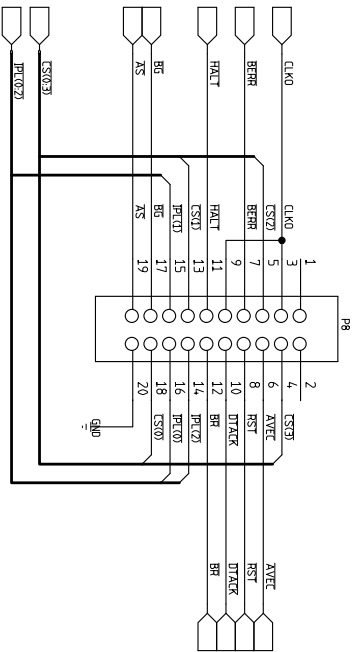 P8
1 2
CLKO CLKO 3 4 CS(3)
CS(2) 5 6 AVEC AVEC
BERR BERR 7 8 RST RST
9 10 DTACK DTACK
HALT HALT 11 12 BR BR
CS(1) 13 14 IPL(2)
IPL(1) 15 16 IPL(0)
BG BG 17 18 CS(0)
AS AS 19 20
GND
CS(0:3)
IPL(0:2)